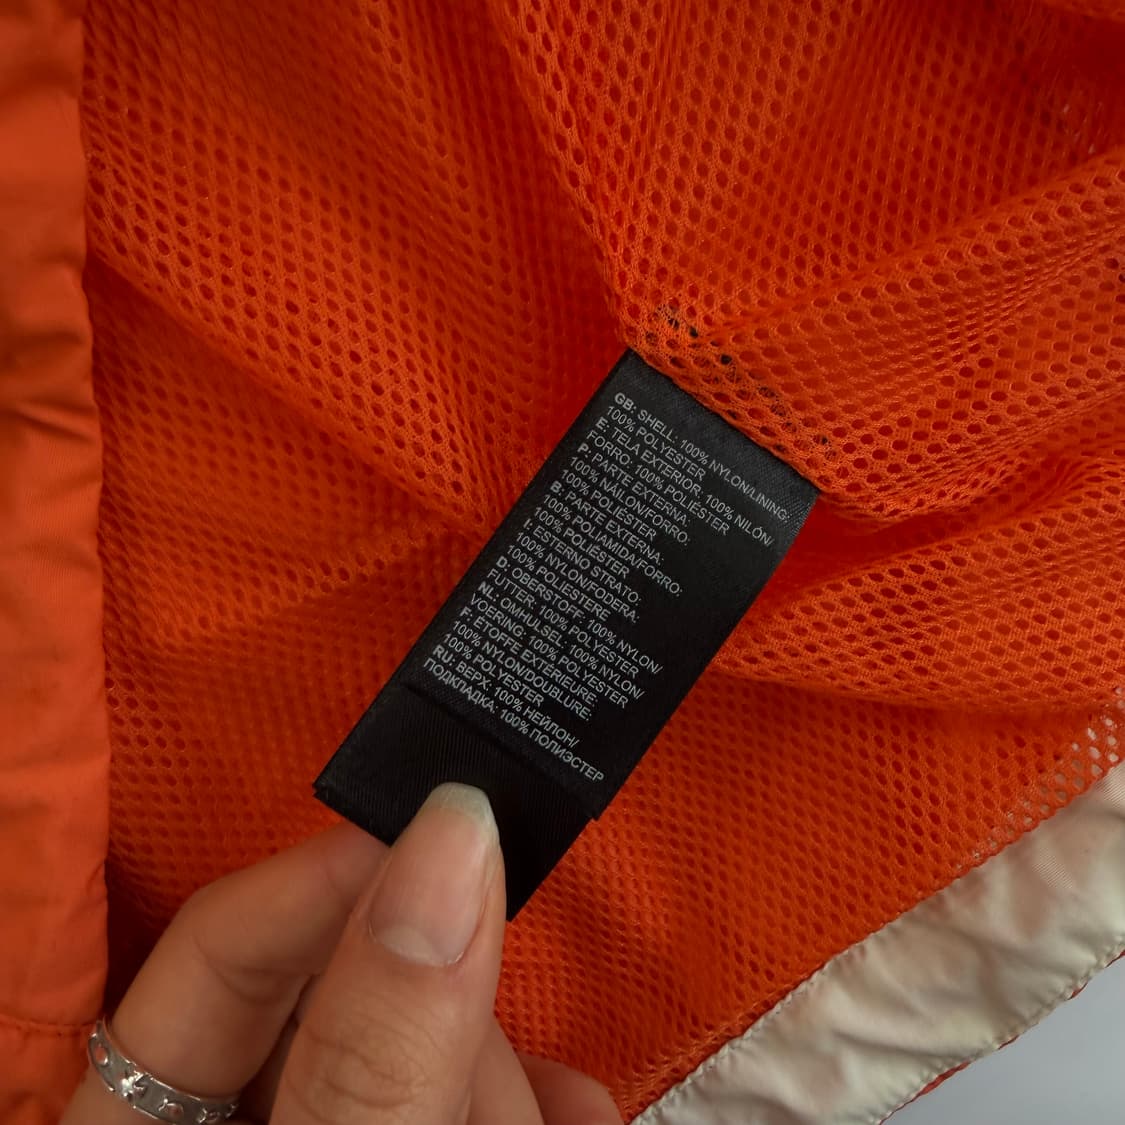 GB: SHELL: 100% NYLON/LINING:
100% POLYESTER
E: TELA EXTERIOR. 100% NILÓN/
FORRO: 100% POLIÉSTER
P: PARTE EXTERNA:
100% NAILON/FORRO:
100% POLIÉSTER
B: PARTE EXTERNA.
100% POLIAMIDA/FORRO:
100% POLIÉSTER
I: ESTERNO STRATO:
100% NYLON/FODERA:
100% POLIESTERE
D: OBERSTOFF: 100% NYLON/
FUTTER: 100% POLYESTER
NL: OMHULSEL: 100% NYLON/
VOERING: 100% POLYESTER
F: ÉTOFFE EXTÉRIEURE:
100% NYLON/DOUBLURE:
100% POLYESTER
RU: ВЕРХ: 100% НЕЙЛОН/
ПОДКЛАДКА: 100% ПОЛИЭСТЕР